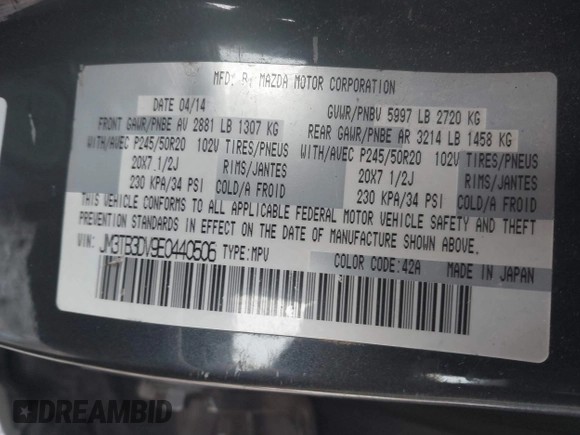 MFD. BY MAZDA MOTOR CORPORATION
DATE 04/14 GVWR/PNBV 5997 LB 2720 KG
FRONT GAWR/PNBE AV 2881 LB 1307 KG REAR GAWR/PNBE AR 3214 LB 1458 KG
WITH/AVEC P245/50R20 102V TIRES/PNEUS WITH/AVEC P245/50R20 102V TIRES/PNEUS
20X7 1/2J RIMS/JANTES 20X7 1/2J RIMS/JANTES
230 KPA/34 PSI COLD/A FROID 230 KPA/34 PSI COLD/A FROID
THIS VEHICLE CONFORMS TO ALL APPLICABLE FEDERAL MOTOR VEHICLE SAFETY AND THEFT
PREVENTION STANDARDS IN EFFECT ON THE DATE OF MANUFACTURE SHOWN ABOVE.
VIN: JM3TB3DV9E0440506 TYPE:MPV
COLOR CODE:42A MADE IN JAPAN
DREAMBID